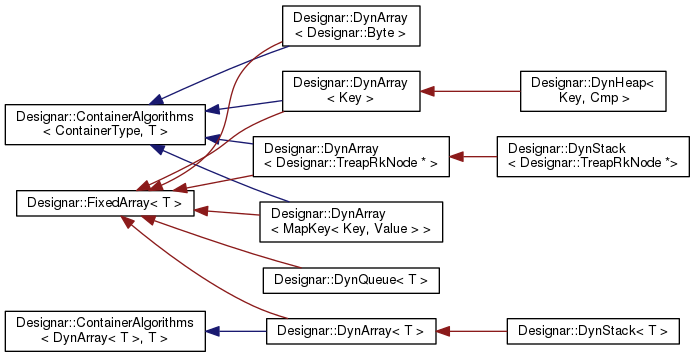 Designar::DynArray
< Designar::Byte >
Designar::DynArray
< Key >
Designar::DynHeap<
Key, Cmp >
Designar::ContainerAlgorithms
< ContainerType, T >
Designar::DynArray
< Designar::TreapRkNode * >
Designar::DynStack
< Designar::TreapRkNode *>
Designar::FixedArray< T >
Designar::DynArray
< MapKey< Key, Value > >
Designar::DynQueue< T >
Designar::ContainerAlgorithms
< DynArray< T >, T >
Designar::DynArray< T >
Designar::DynStack< T >